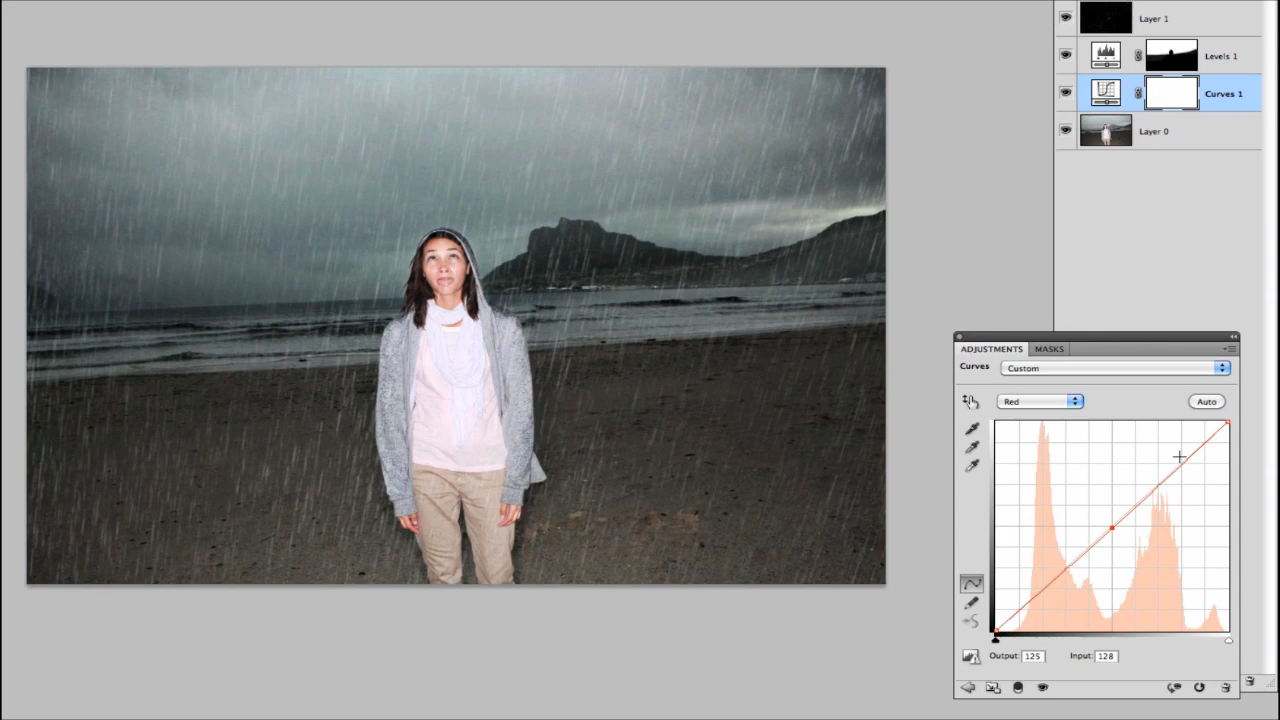 Layer 1
Levels 1
Curves 1
Layer 0
ADJUSTMENTS MASKS
Curves Custom
Red Auto
Output: 125 Input: 128